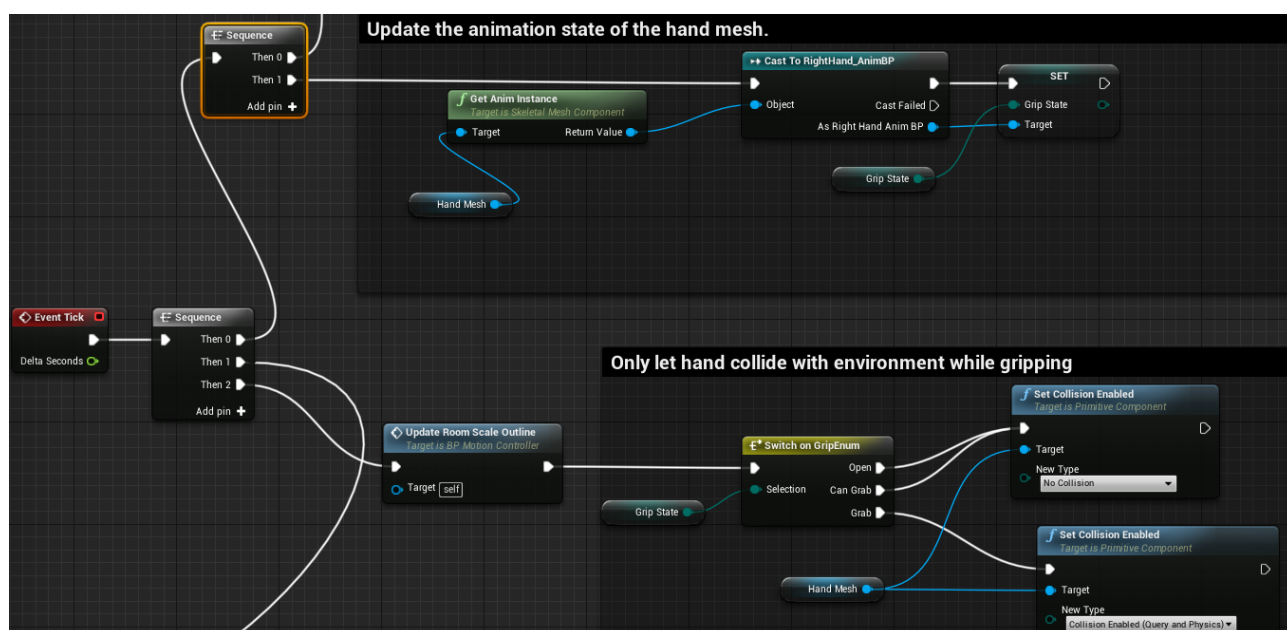 Sequence
Then 0
Then 1
Add pin +
Update the animation state of the hand mesh.
Get Anim Instance
Target is Skeletal Mesh Component
Target
Return Value
Hand Mesh
Cast To RightHand_AnimBP
Object
Cast Failed
As Right Hand Anim BP
Grip State
SET
Grip State
Target
Event Tick
Delta Seconds
Sequence
Then 0
Then 1
Then 2
Add pin +
Update Room Scale Outline
Target is BP Motion Controller
Target self
Only let hand collide with environment while gripping
Grip State
Switch on GripEnum
Open
Selection
Can Grab
Grab
Hand Mesh
Set Collision Enabled
Target is Primitive Component
Target
New Type
No Collision
Set Collision Enabled
Target is Primitive Component
Target
New Type
Collision Enabled (Query and Physics)